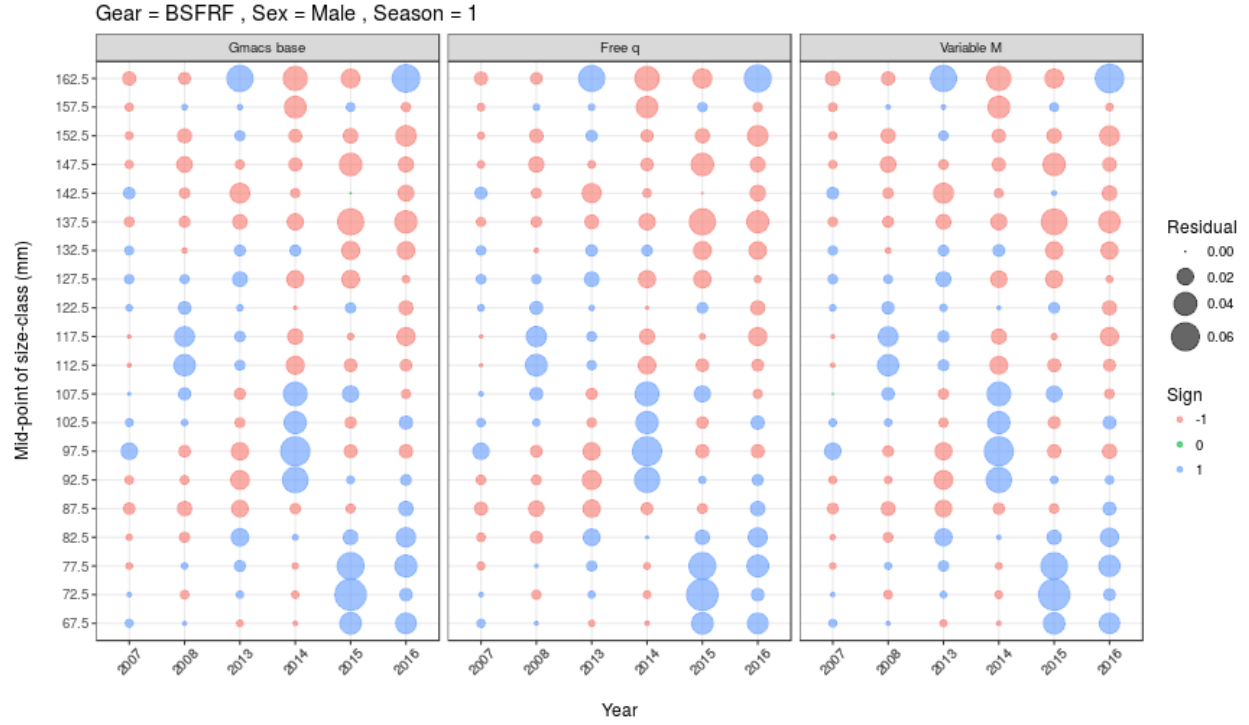 Gear = BSFRF , Sex = Male , Season = 1
Gmacs base
Free q
Variable M
Mid-point of size-class (mm)
162.5
157.5
152.5
147.5
142.5
137.5
132.5
127.5
122.5
117.5
112.5
107.5
102.5
97.5
92.5
87.5
82.5
77.5
72.5
67.5
2007 2008 2013 2014 2015 2016
2007 2008 2013 2014 2015 2016
2007 2008 2013 2014 2015 2016
Year
Residual
0.00
0.02
0.04
0.06
Sign
-1
0
1